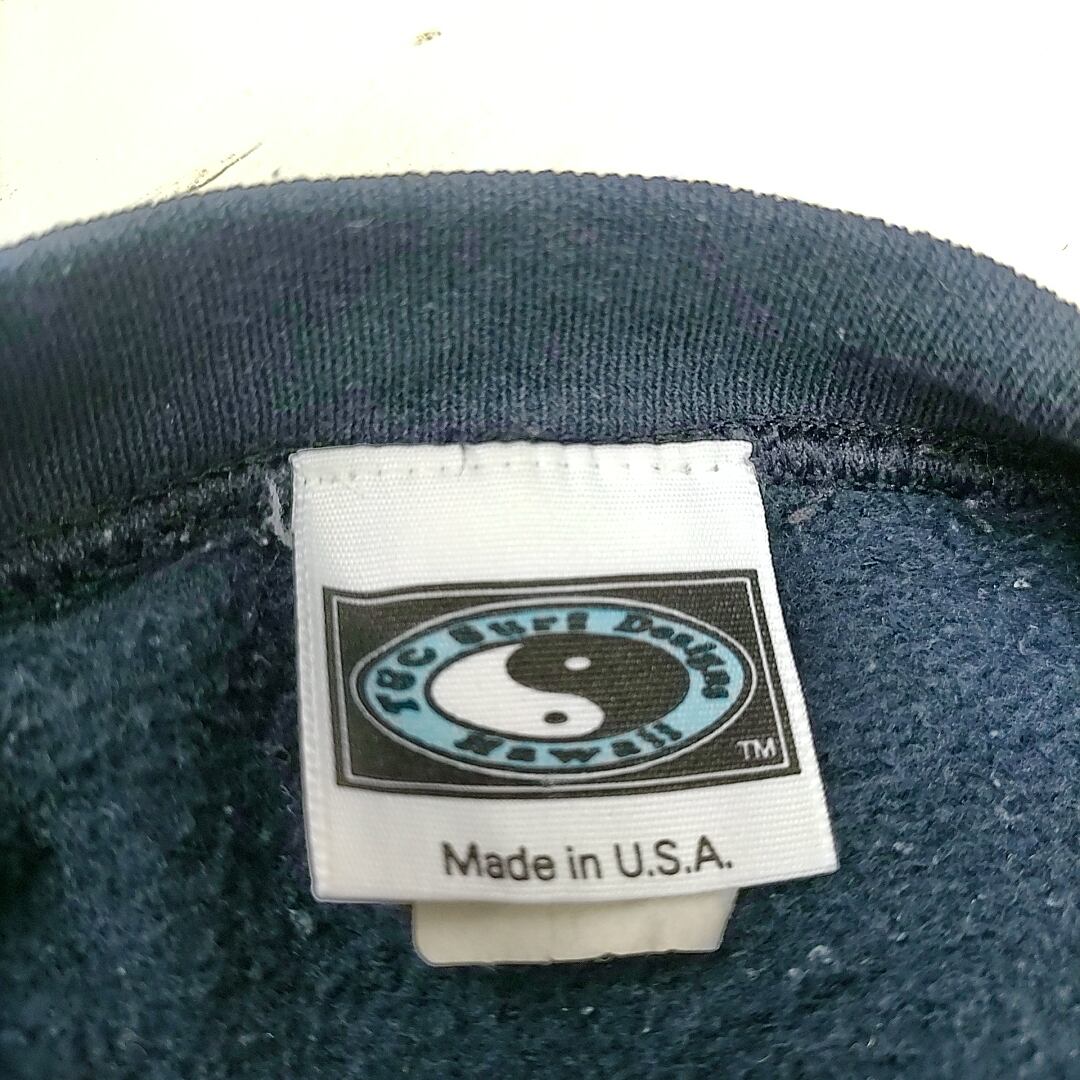 T&C Surf Designs
Hawaii
TM
Made in U.S.A.